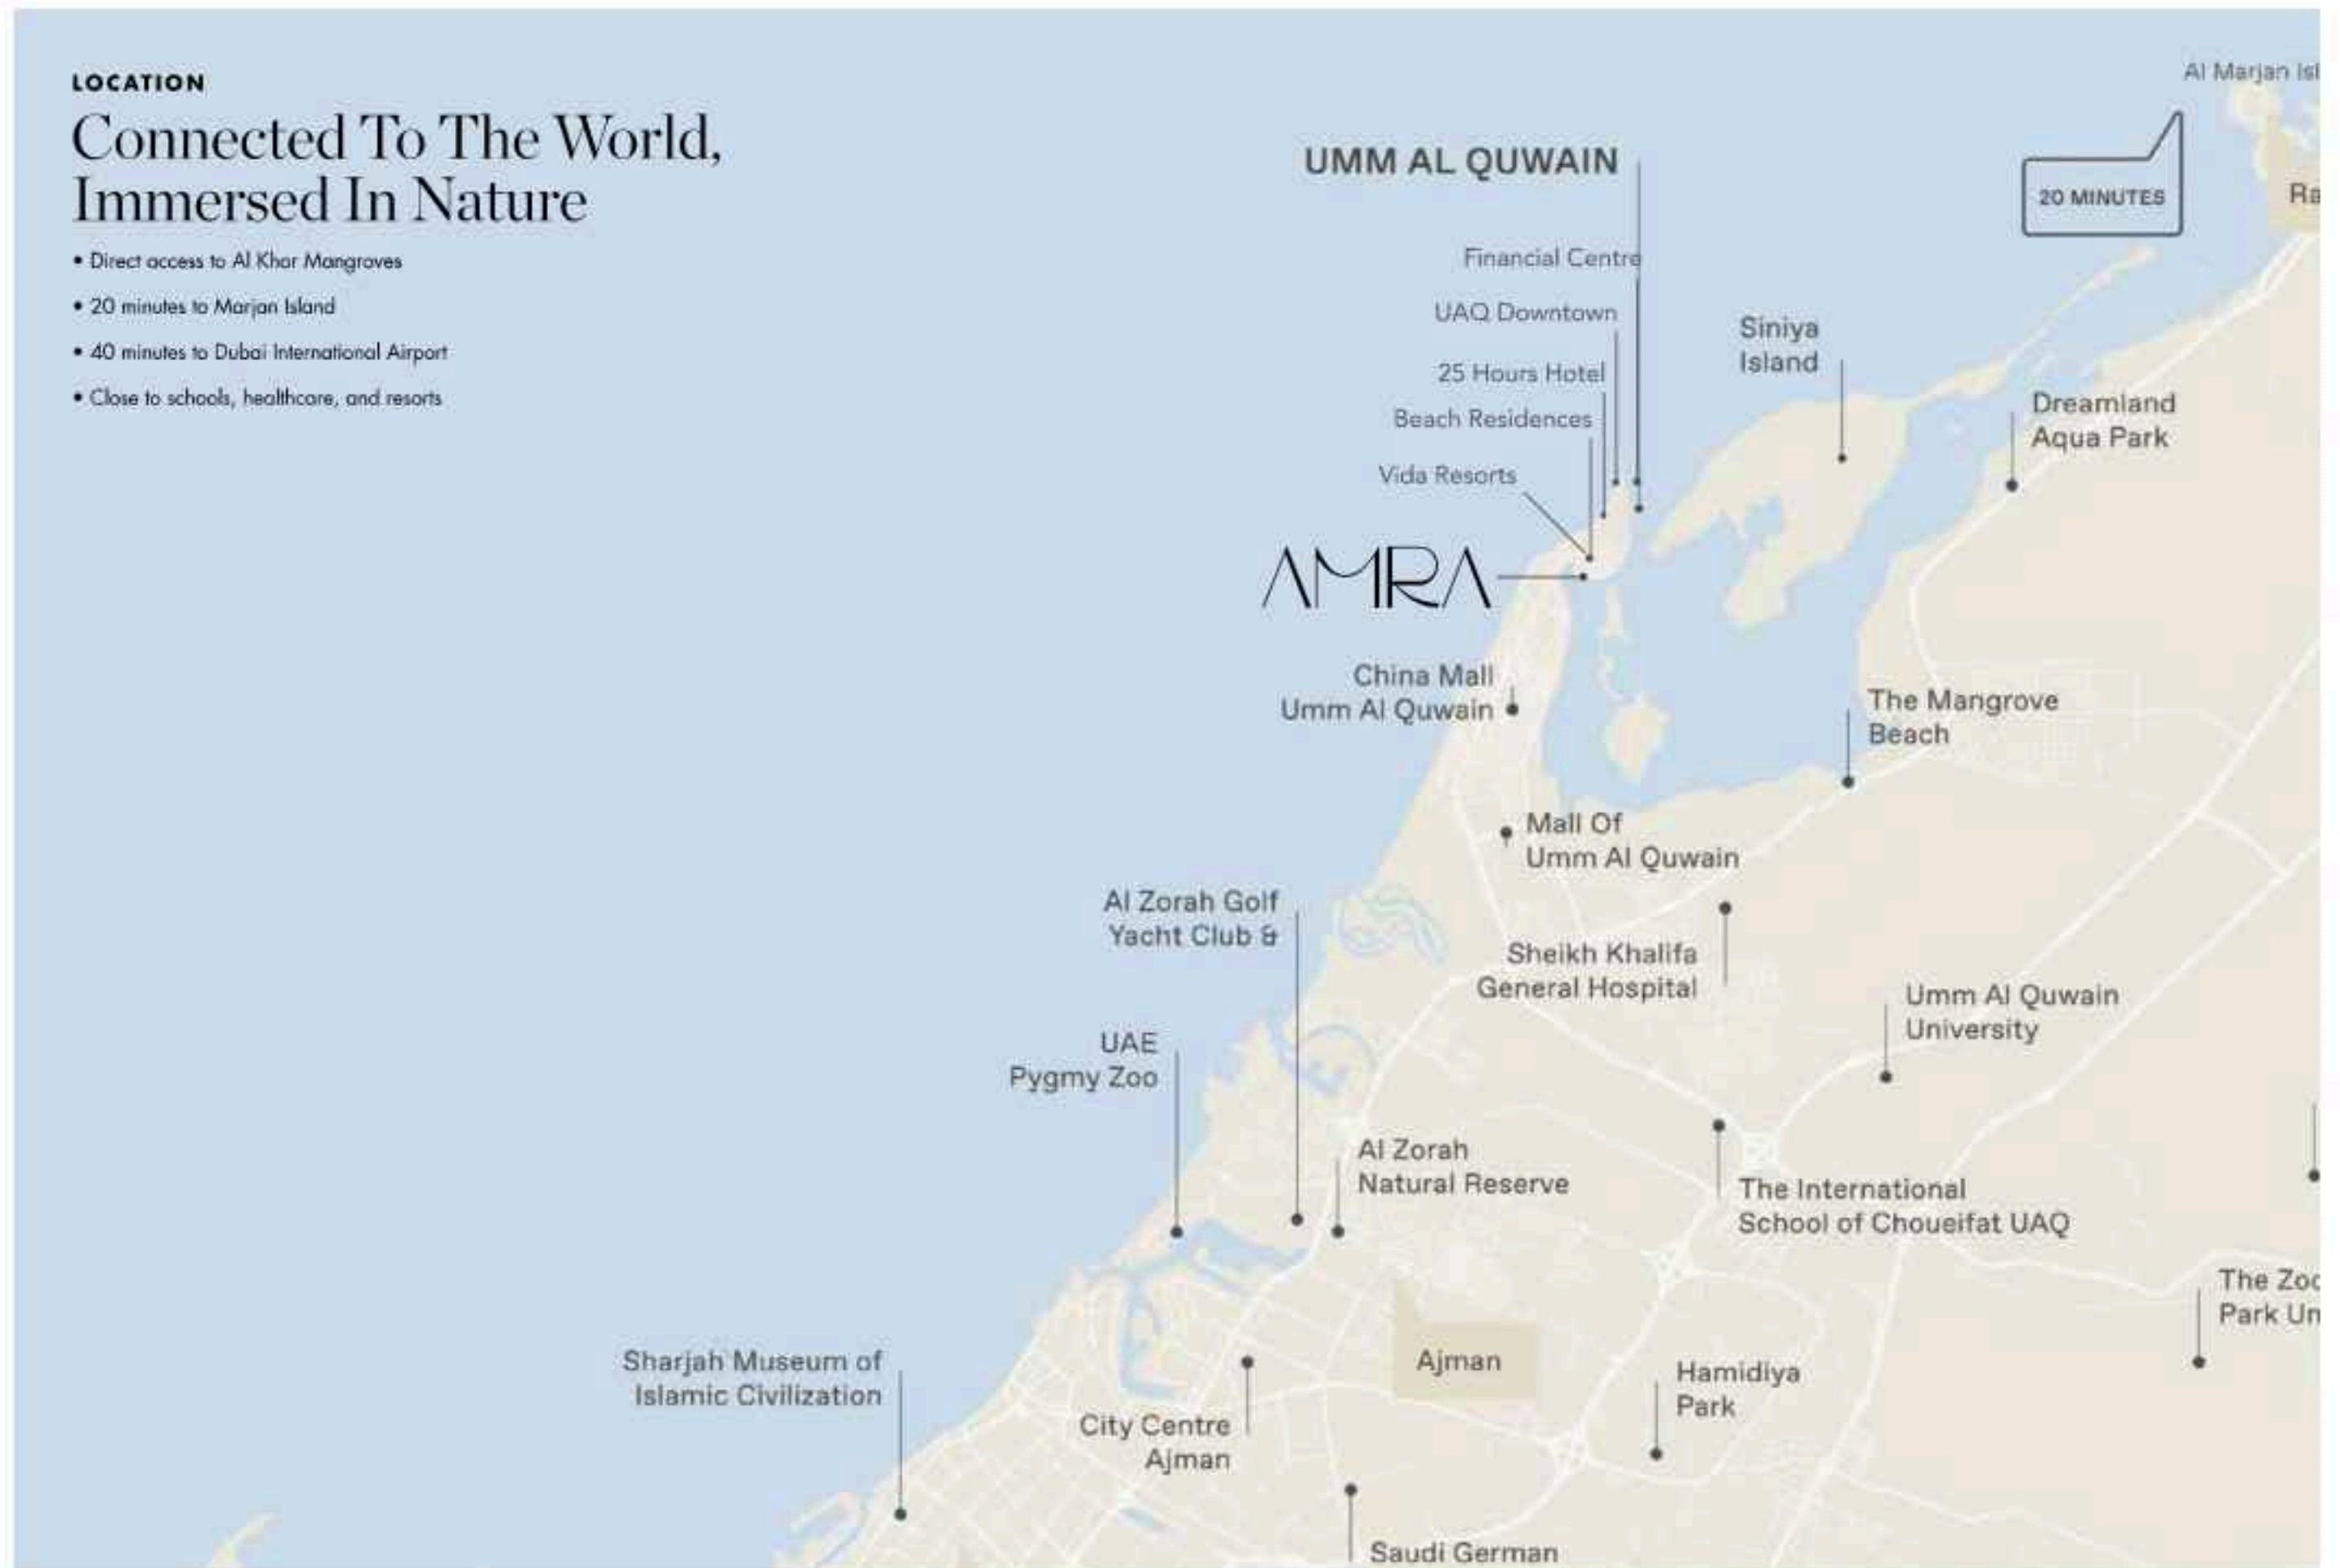 LOCATION
Connected To The World,
Immersed In Nature
• Direct access to Al Khor Mangroves
• 20 minutes to Marjan Island
• 40 minutes to Dubai International Airport
• Close to schools, healthcare, and resorts
Al Marjan Isl
20 MINUTES
Ra
UMM AL QUWAIN
Financial Centre
UAQ Downtown
25 Hours Hotel
Beach Residences
Vida Resorts
AMRA
Siniya
Island
Dreamland
Aqua Park
China Mall
Umm Al Quwain
The Mangrove
Beach
Mall Of
Umm Al Quwain
Al Zorah Golf
Yacht Club &
Sheikh Khalifa
General Hospital
Umm Al Quwain
University
UAE
Pygmy Zoo
Al Zorah
Natural Reserve
The International
School of Choueifat UAQ
The Zoo
Park Um
Sharjah Museum of
Islamic Civilization
Ajman
Hamidiya
Park
City Centre
Ajman
Saudi German